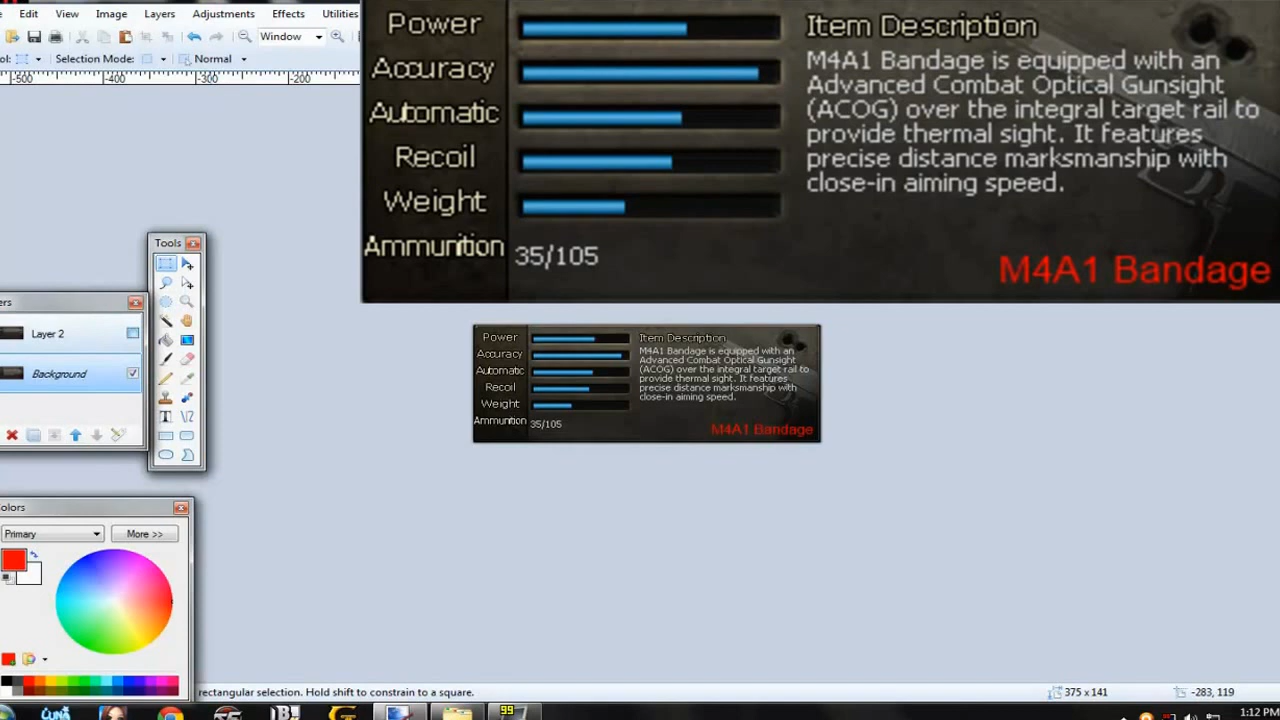 Edit View Image Layers Adjustments Effects Utilities
Window
Selection Mode: Normal
-500 -300 -200
Power
Accuracy
Automatic
Recoil
Weight
Ammunition 35/105
Item Description
M4A1 Bandage is equipped with an
Advanced Combat Optical Gunsight
(ACOG) over the integral target rail to
provide thermal sight. It features
precise distance marksmanship with
close-in aiming speed.
M4A1 Bandage
Tools
Layer 2
Background
Power
Accuracy
Automatic
Recoil
Weight
Ammunition 35/105
Item Description
M4A1 Bandage is equipped with an
Advanced Combat Optical Gunsight
(ACOG) over the integral target rail to
provide thermal sight. It features
precise distance marksmanship with
close-in aiming speed.
M4A1 Bandage
Primary More >>
rectangular selection. Hold shift to constrain to a square.
375 x 141
-283, 119
99
1:12 PM